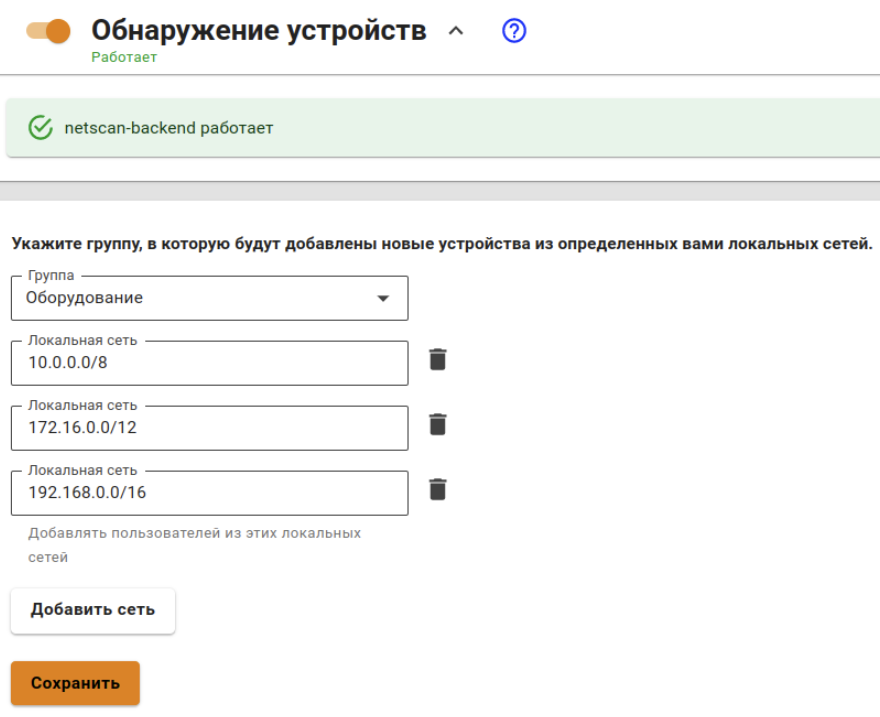 Обнаружение устройств
Работает
netscan-backend работает
Укажите группу, в которую будут добавлены новые устройства из определенных вами локальных сетей.
Группа
Оборудование
Локальная сеть
10.0.0.0/8
Локальная сеть
172.16.0.0/12
Локальная сеть
192.168.0.0/16
Добавлять пользователей из этих локальных
сетей
Добавить сеть
Сохранить